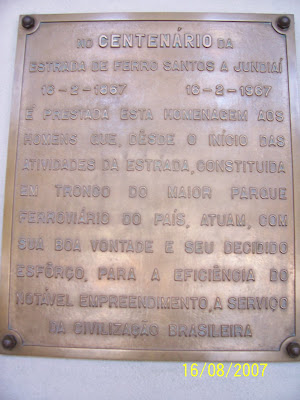 NO CENTENÁRIO DA
ESTRADA DE FERRO SANTOS A JUNDIAÍ
16-2-1867 16-2-1967
É PRESTADA ESTA HOMENAGEM AOS
HOMENS QUE, DESDE O INÍCIO DAS
ATIVIDADES DA ESTRADA, CONSTITUIDA
EM TRONCO DO MAIOR PARQUE
FERROVIÁRIO DO PAÍS, ATUAM, COM
SUA BOA VONTADE E SEU DECIDIDO
ESFÔRÇO, PARA A EFICIÊNCIA DO
NOTÁVEL EMPREENDIMENTO, A SERVIÇO
DA CIVILIZAÇÃO BRASILEIRA
16/08/2007